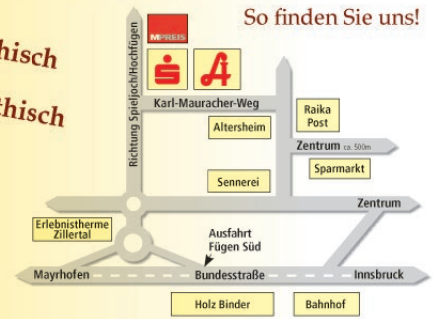 So finden Sie uns!
hisch
hisch
Richtung Spieljoch/Hochfügen
MPREIS
Karl-Mauracher-Weg
Altersheim
Raika
Post
Zentrum ca. 500m
Sparmarkt
Sennerei
Zentrum
Erlebnistherme
Zillertal
Ausfahrt
Fügen Süd
Mayrhofen
Bundesstraße
Innsbruck
Holz Binder
Bahnhof